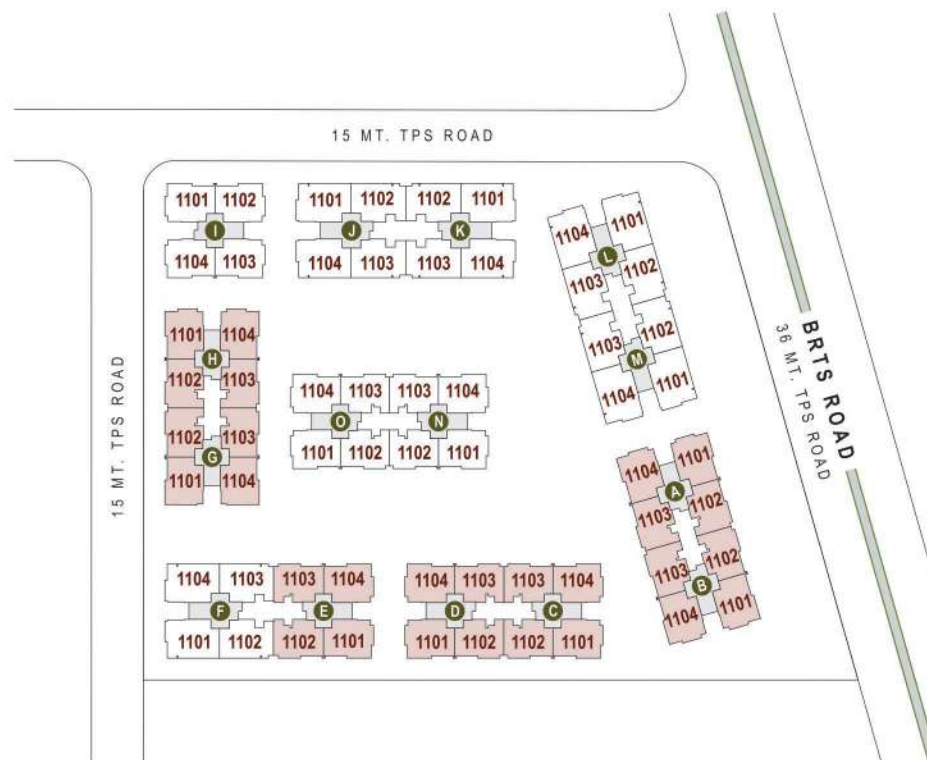 15 MT. TPS ROAD
1101 1102 1101 1102 1102 1101
I J K
1104 1103 1104 1103 1103 1104
1104 1101
L
1103 1102
1103 1102
M
1104 1101
BRTS ROAD
36 MT. TPS ROAD
15 MT. TPS ROAD
1101 1104
H
1102 1103
1102 1103
G
1101 1104
1104 1103 1103 1104
O N
1101 1102 1102 1101
1104 1101
A
1103 1102
1103 1102
B
1104 1101
1104 1103 1103 1104 1104 1103 1103 1104
F E D C
1101 1102 1102 1101 1101 1102 1102 1101